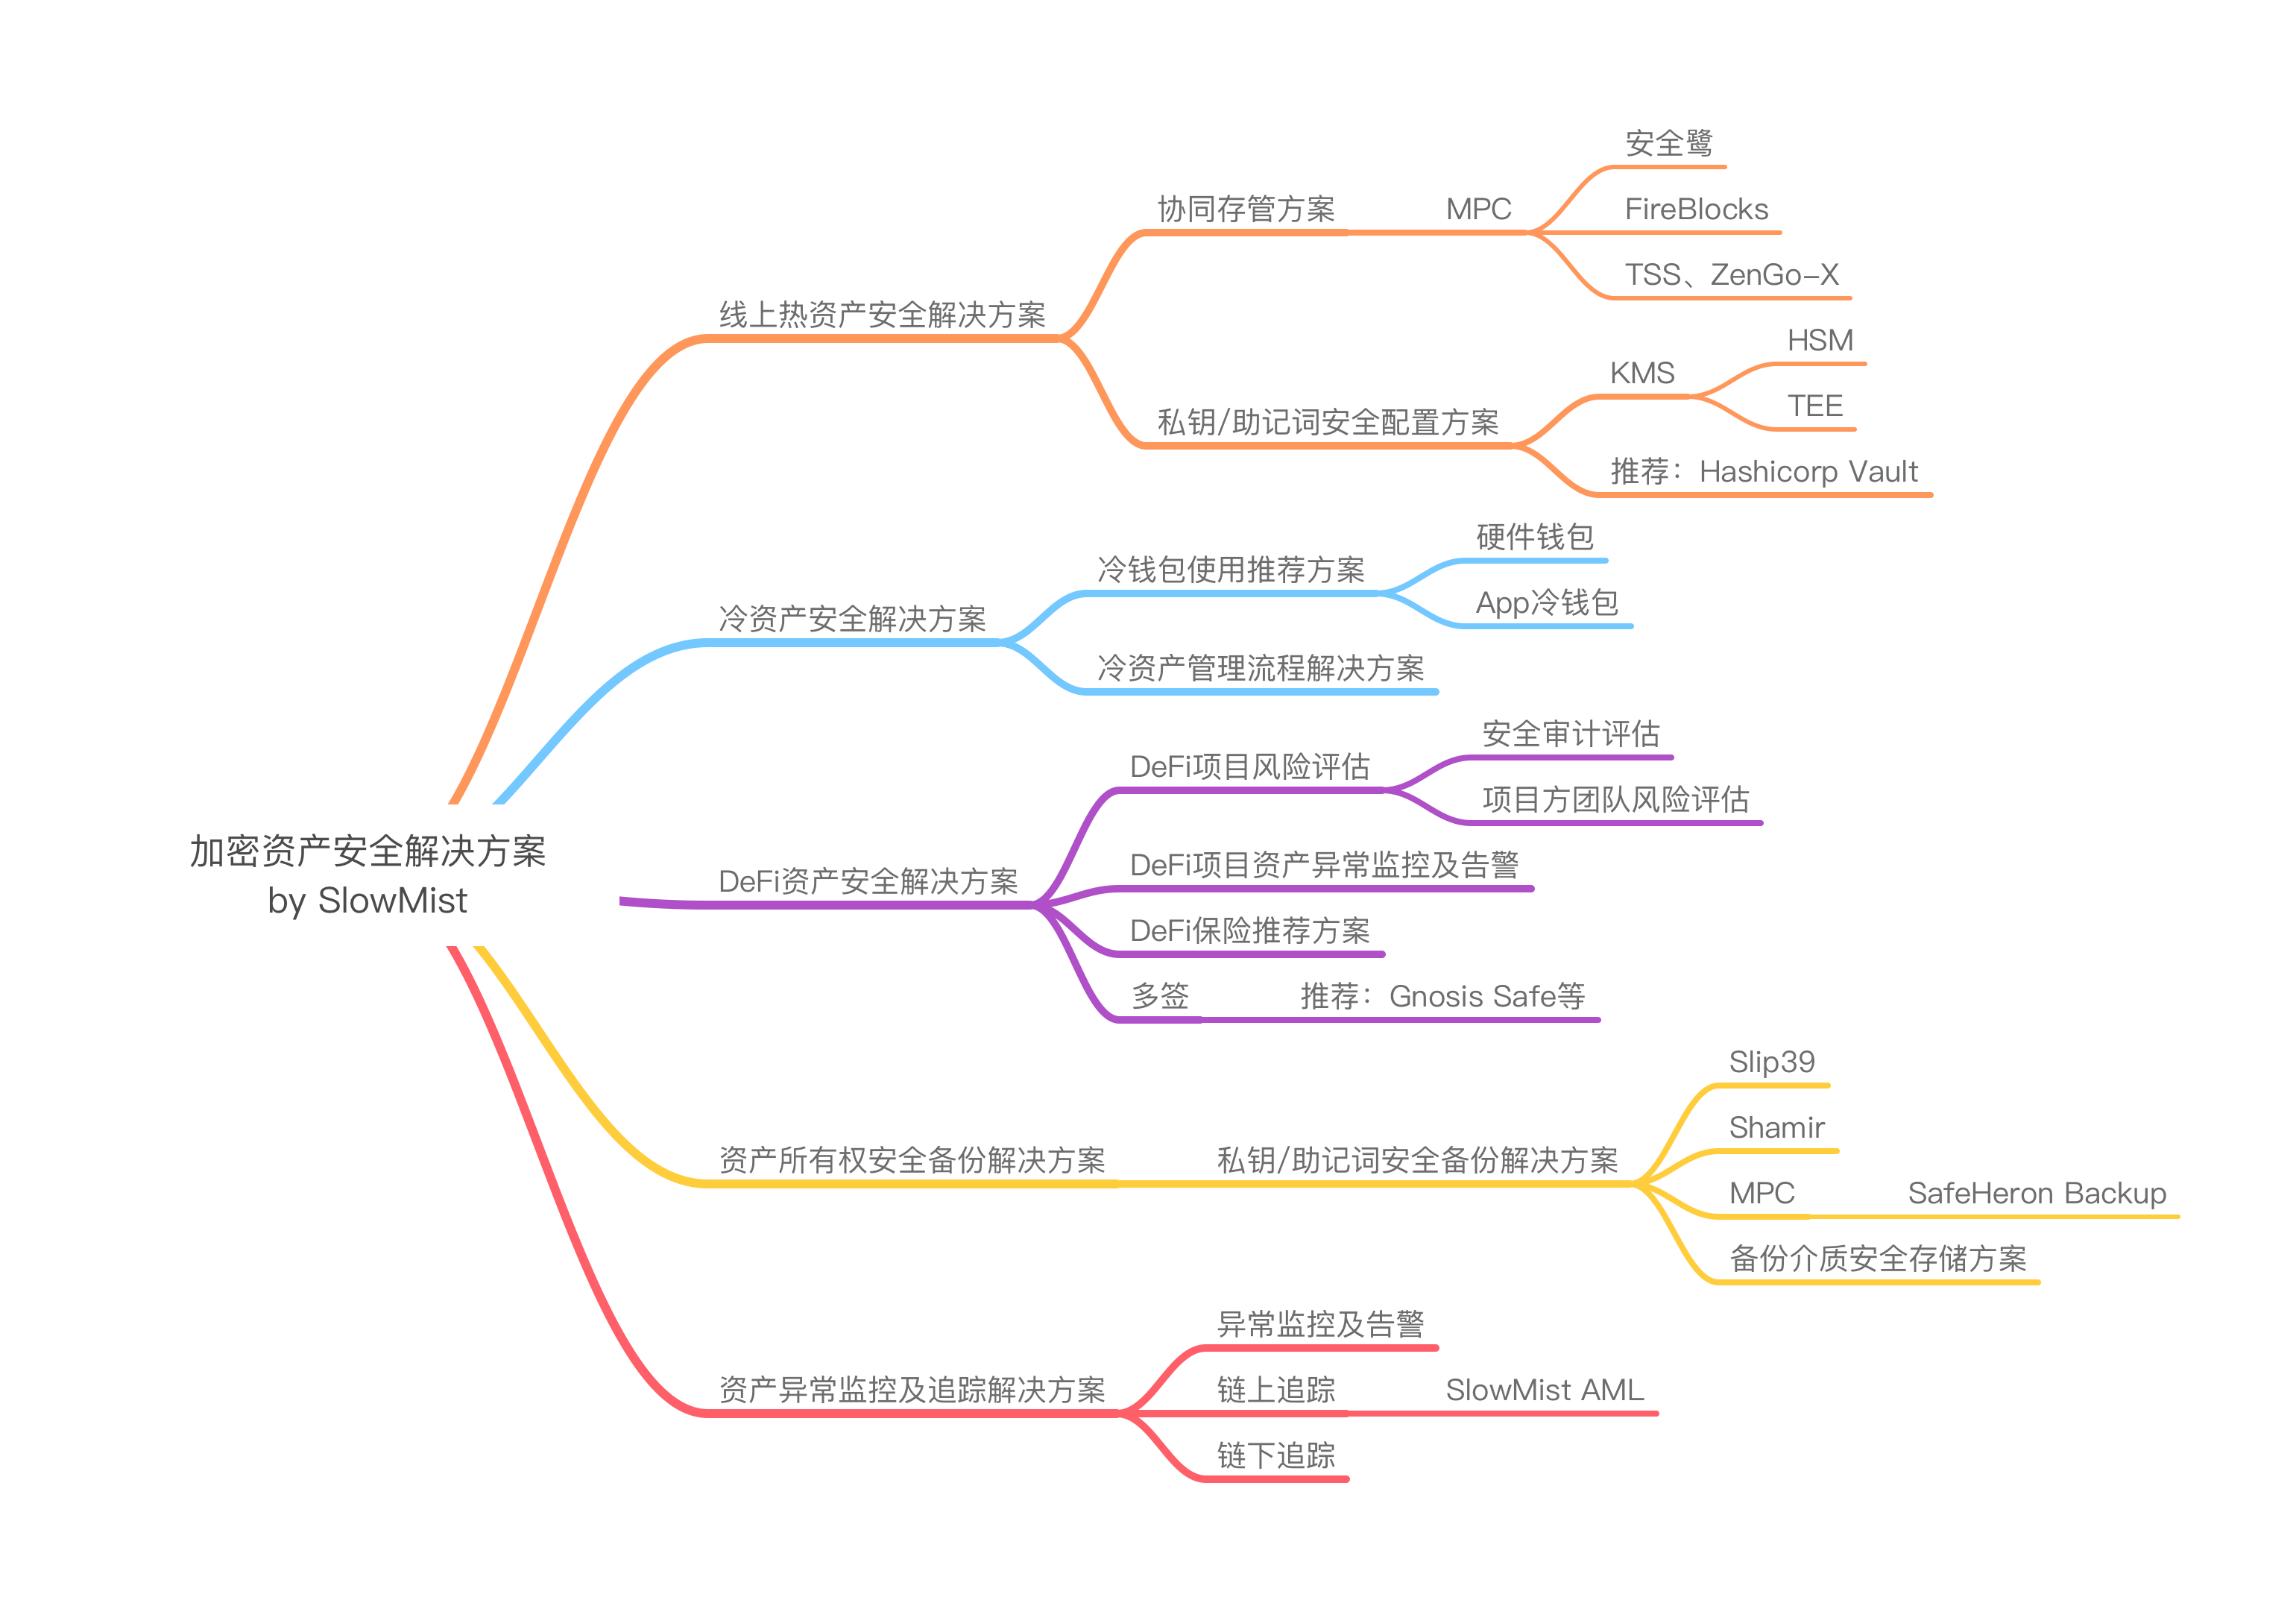 加密资产安全解决方案
by SlowMist
线上热资产安全解决方案
协同存管方案
MPC
安全鹭
FireBlocks
TSS、ZenGo-X
私钥/助记词安全配置方案
KMS
HSM
TEE
推荐：Hashicorp Vault
冷资产安全解决方案
冷钱包使用推荐方案
硬件钱包
App冷钱包
冷资产管理流程解决方案
DeFi资产安全解决方案
DeFi项目风险评估
安全审计评估
项目方团队风险评估
DeFi项目资产异常监控及告警
DeFi保险推荐方案
多签
推荐：Gnosis Safe等
资产所有权安全备份解决方案
私钥/助记词安全备份解决方案
Slip39
Shamir
MPC
SafeHeron Backup
备份介质安全存储方案
资产异常监控及追踪解决方案
异常监控及告警
链上追踪
SlowMist AML
链下追踪